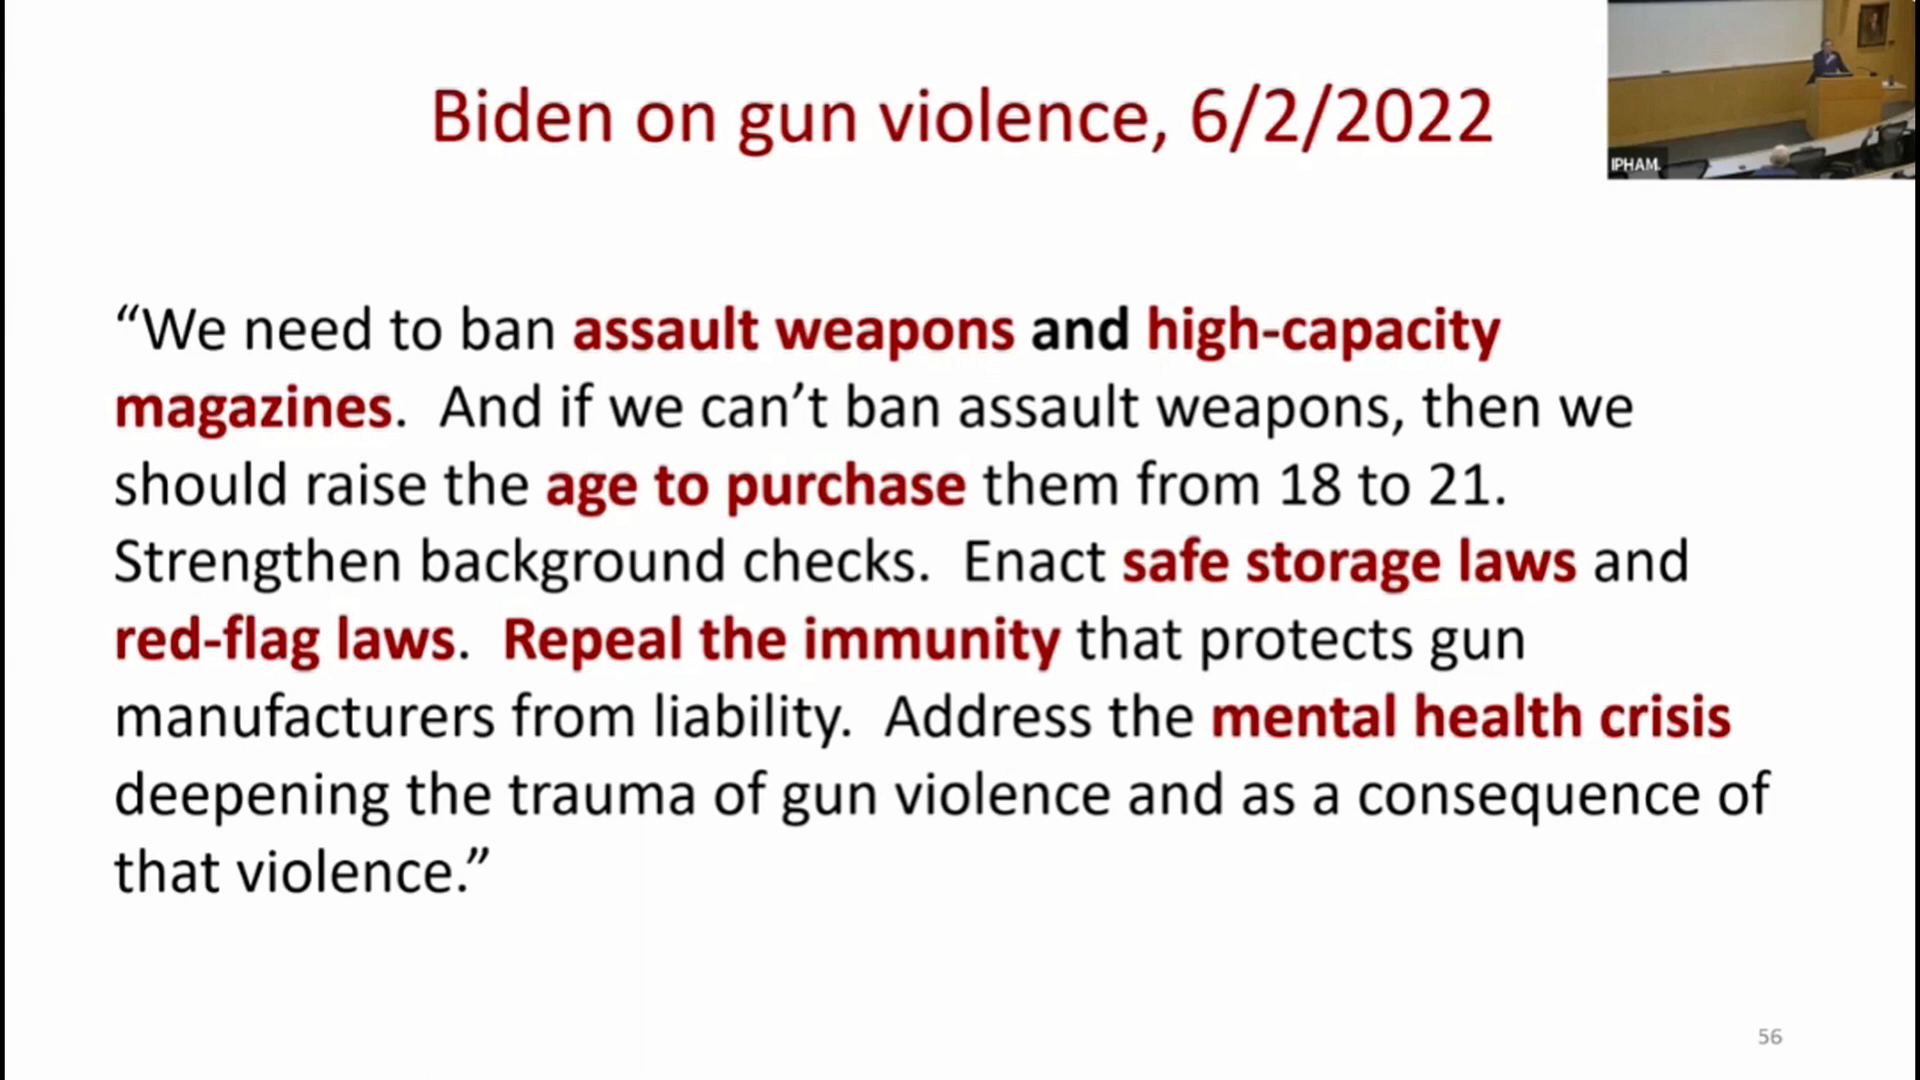 Biden on gun violence, 6/2/2022
IPHAM
“We need to ban assault weapons and high-capacity
magazines.  And if we can’t ban assault weapons, then we
should raise the age to purchase them from 18 to 21.
Strengthen background checks.  Enact safe storage laws and
red-flag laws.  Repeal the immunity that protects gun
manufacturers from liability.  Address the mental health crisis
deepening the trauma of gun violence and as a consequence of
that violence.”
56